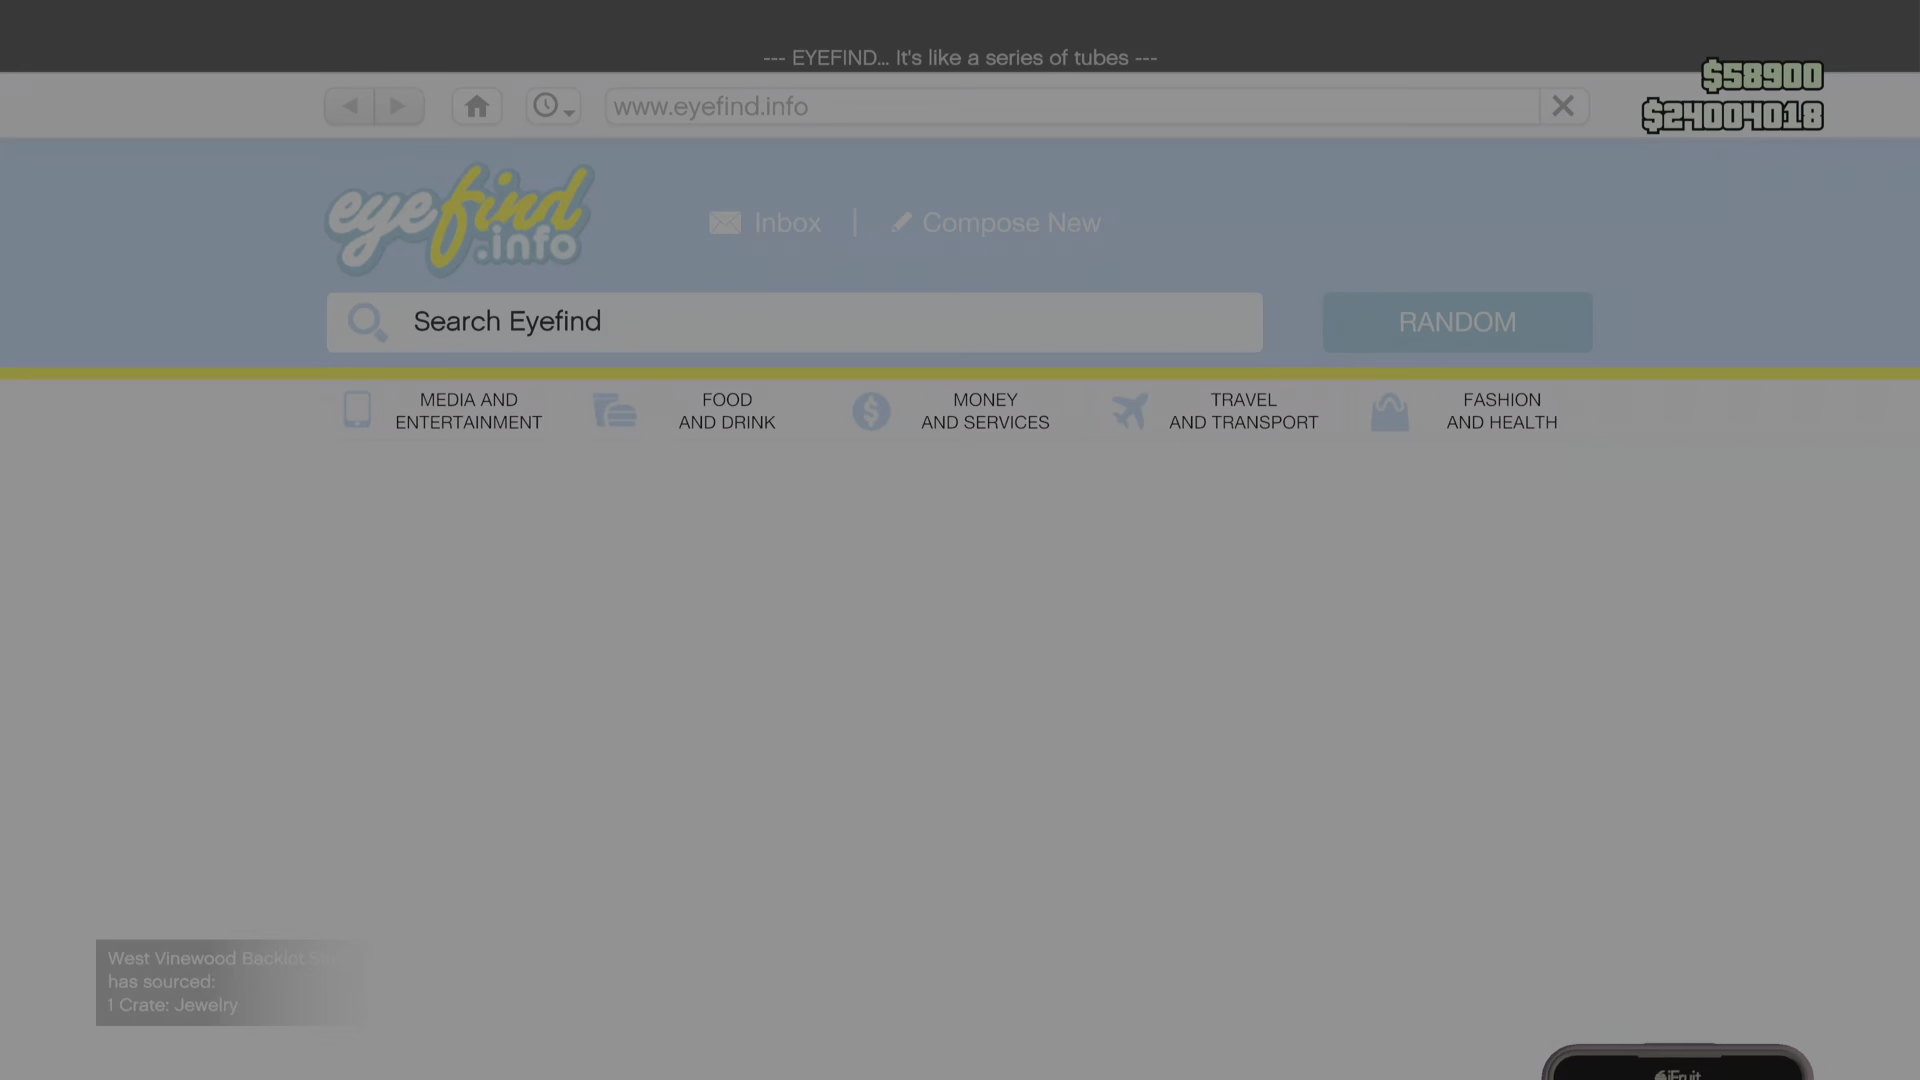 --- EYEFIND... It's like a series of tubes ---
$58900
www.eyefind.info
$24004018
eyefind
.info
Inbox | Compose New
Search Eyefind
RANDOM
MEDIA AND
ENTERTAINMENT
FOOD
AND DRINK
MONEY
AND SERVICES
TRAVEL
AND TRANSPORT
FASHION
AND HEALTH
West Vinewood Backlot
has sourced:
1 Crate: Jewelry
iFruit